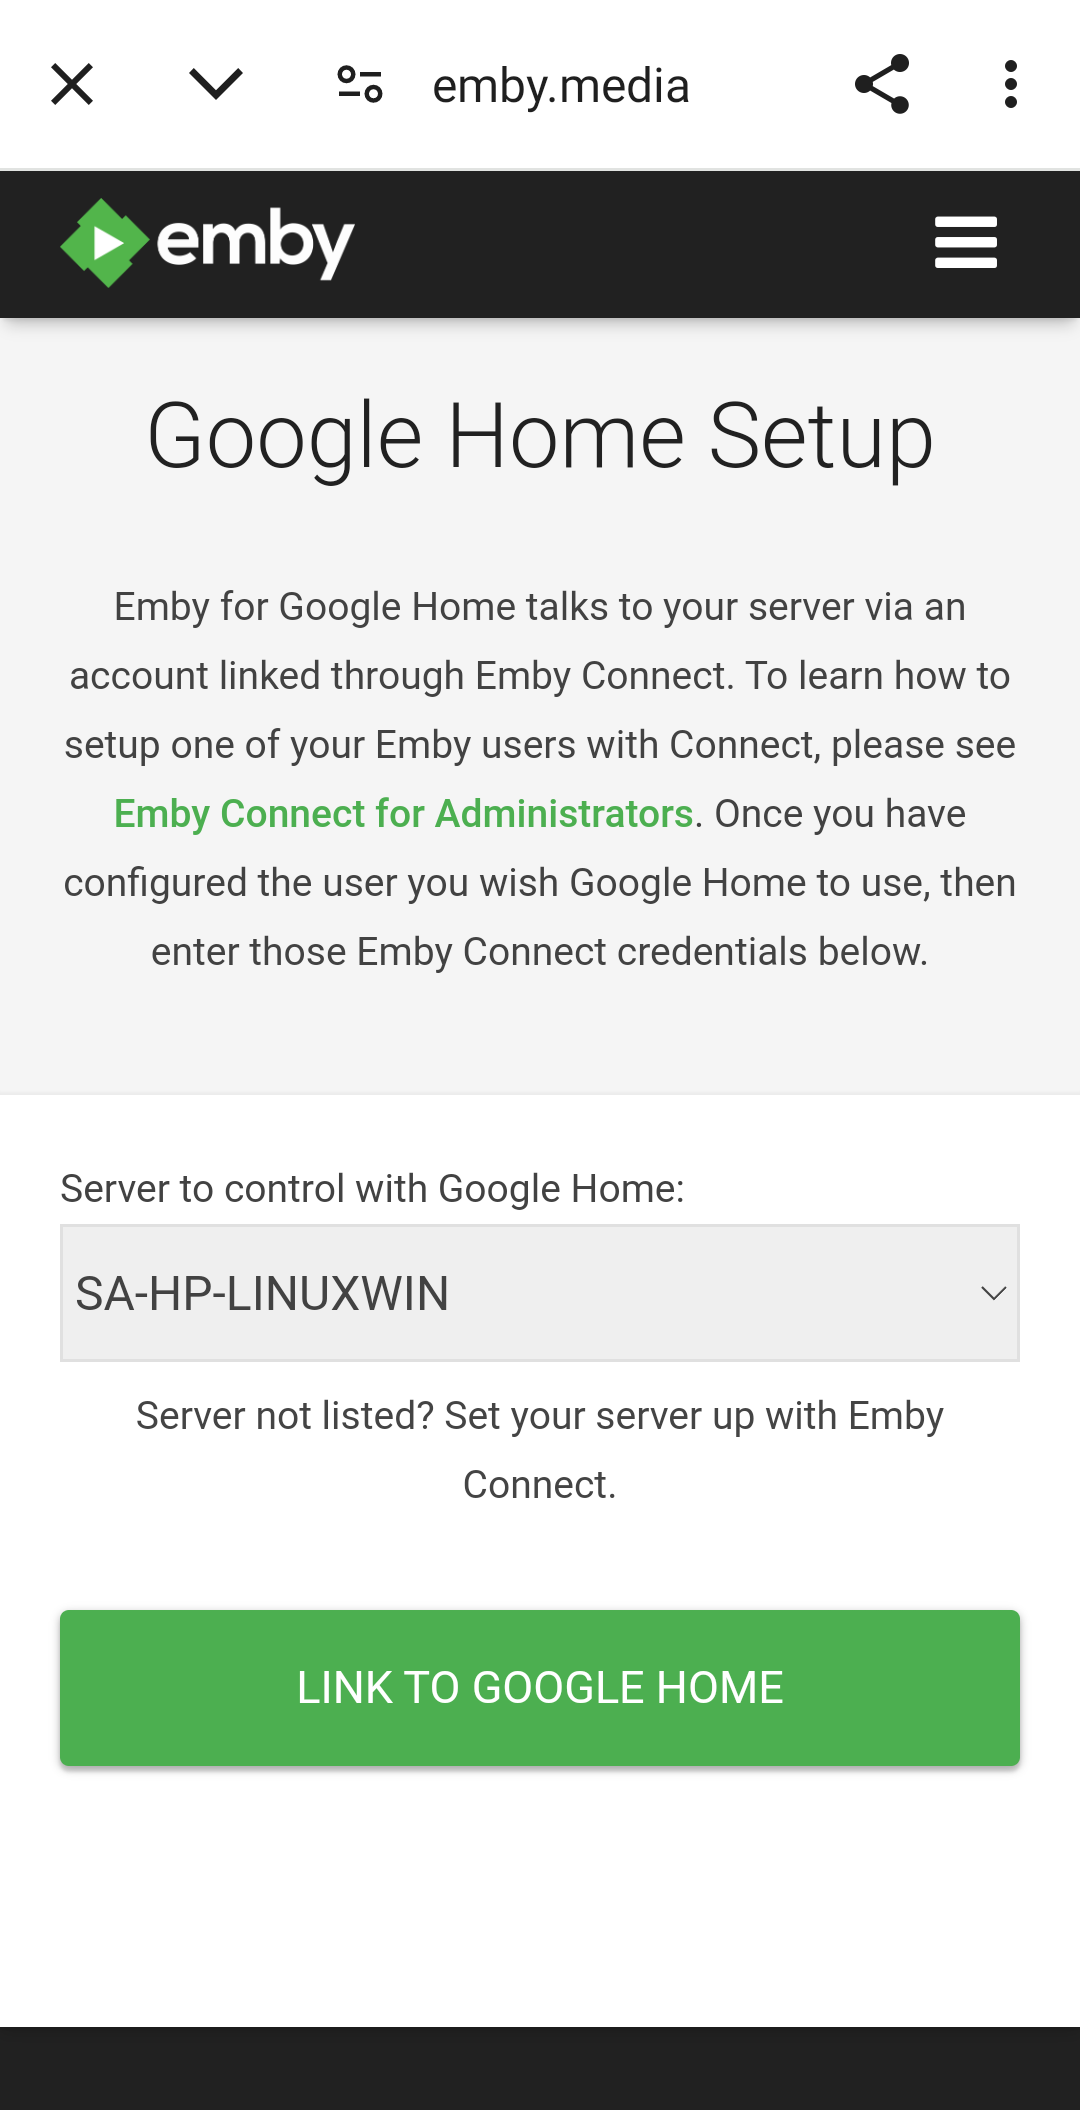 emby.media
emby
Google Home Setup
Emby for Google Home talks to your server via an
account linked through Emby Connect. To learn how to
setup one of your Emby users with Connect, please see
Emby Connect for Administrators. Once you have
configured the user you wish Google Home to use, then
enter those Emby Connect credentials below.
Server to control with Google Home:
SA-HP-LINUXWIN
Server not listed? Set your server up with Emby
Connect.
LINK TO GOOGLE HOME